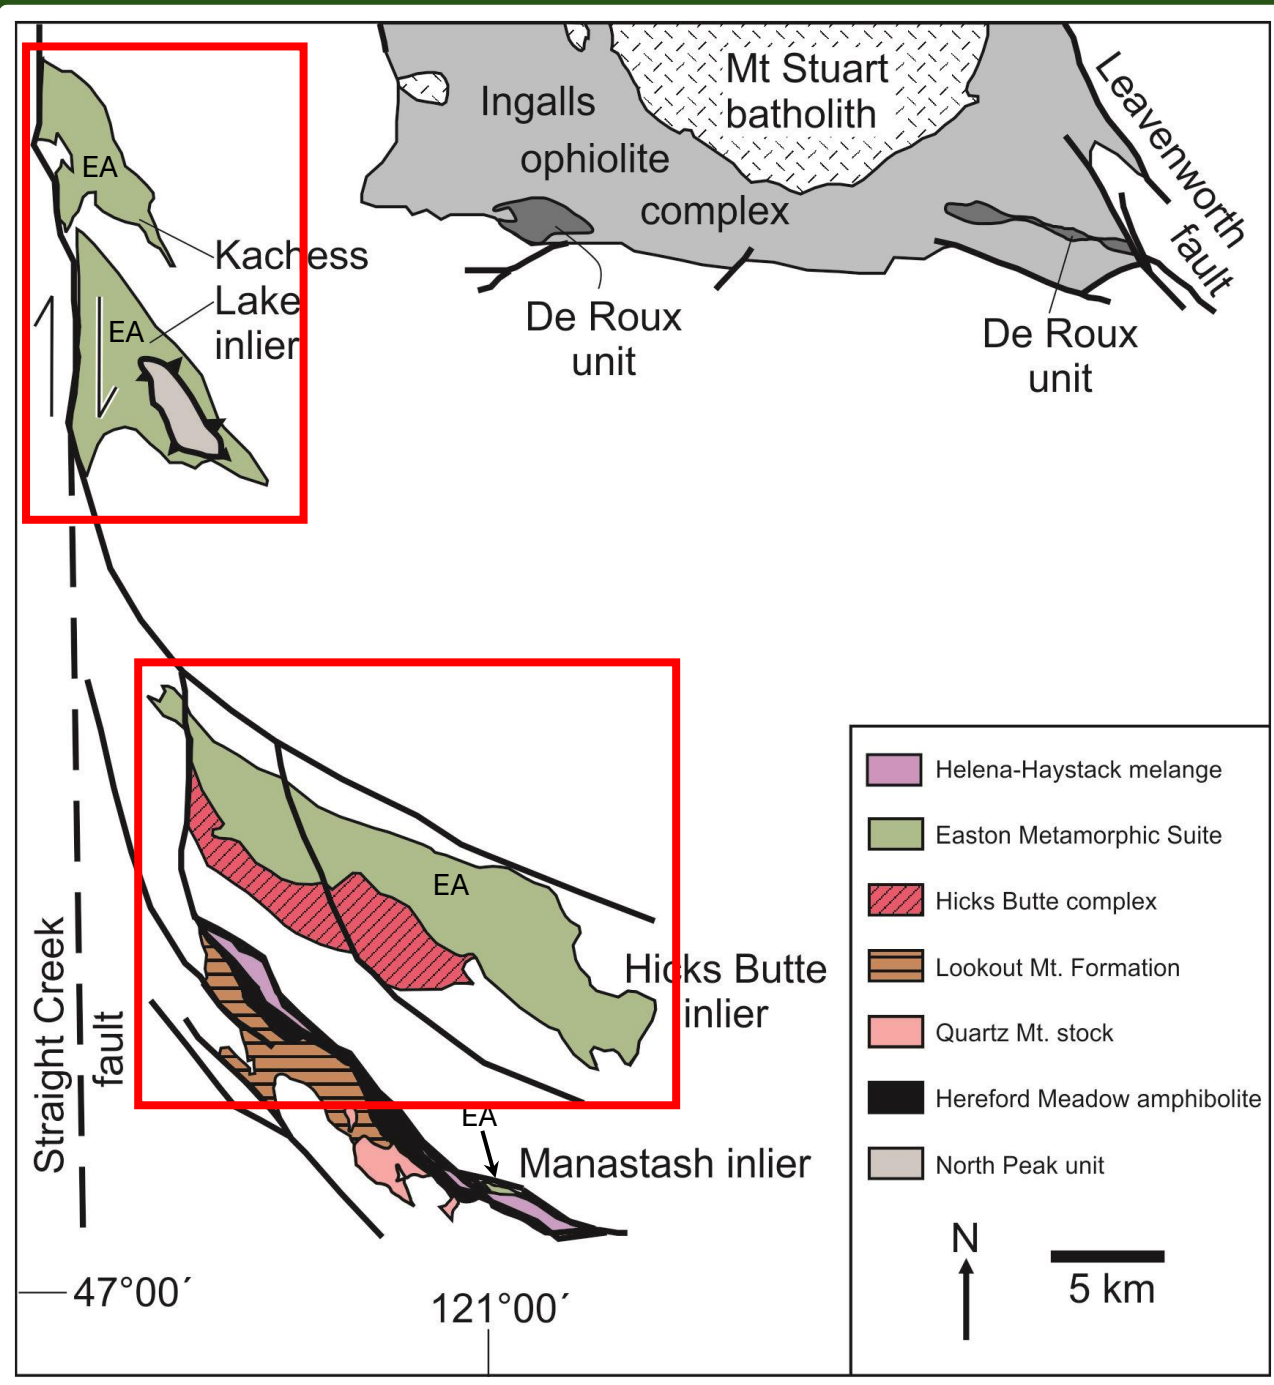 Mt Stuart
batholith
Ingalls
ophiolite
complex
Leavenworth
fault
EA
Kachess
Lake
inlier
EA
De Roux
unit
De Roux
unit
EA
Hicks Butte
inlier
Straight Creek
fault
EA
Manastash inlier
47°00´
121°00´
Helena-Haystack melange
Easton Metamorphic Suite
Hicks Butte complex
Lookout Mt. Formation
Quartz Mt. stock
Hereford Meadow amphibolite
North Peak unit
N
5 km